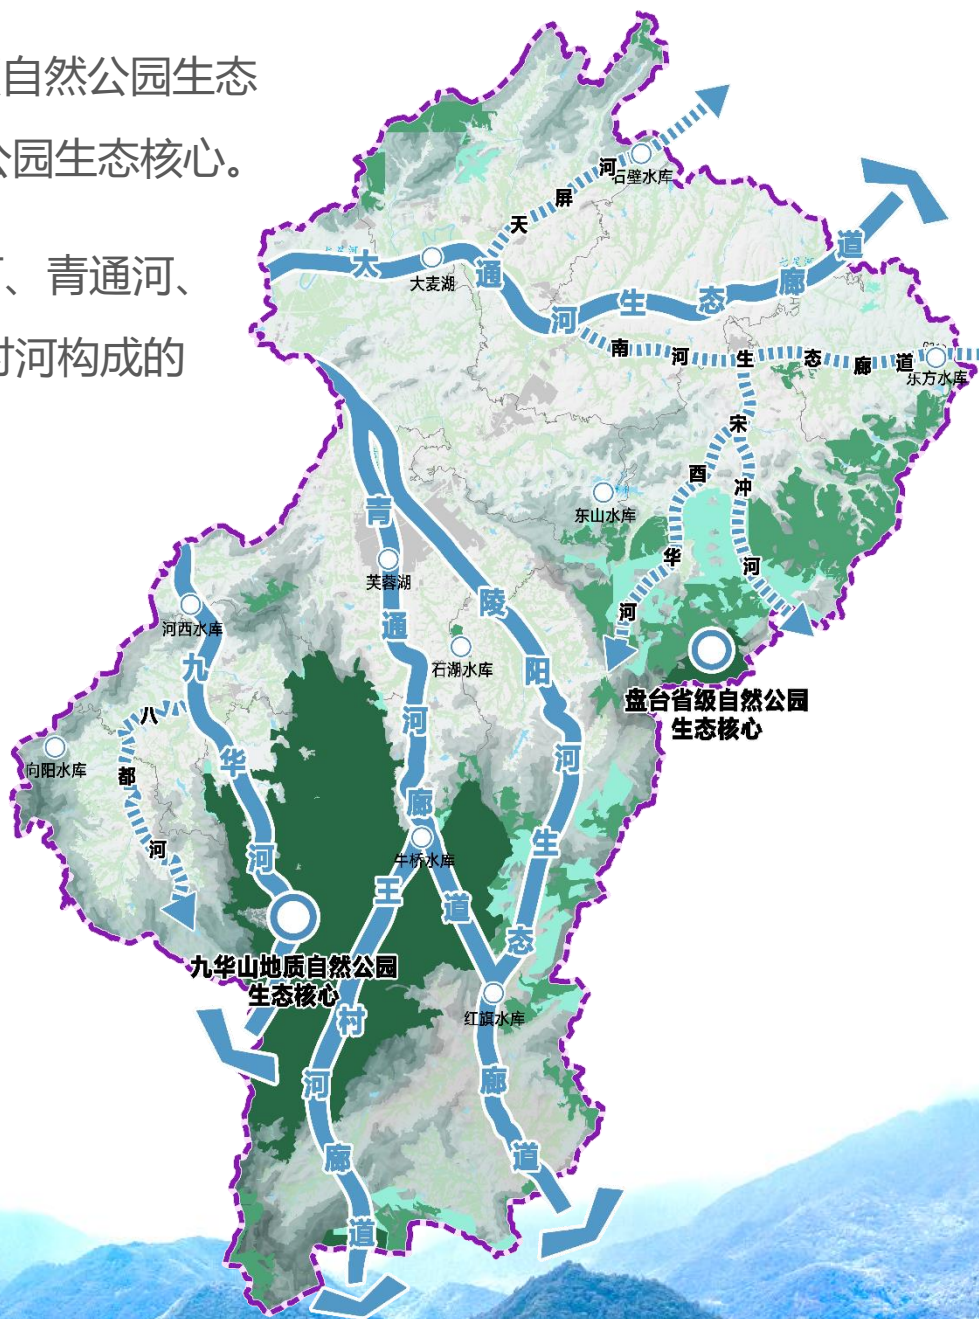 自然公园生态
公园生态核心。
、青通河、
村河构成的
天屏河
石壁水库
大通河生态廊道
大麦湖
南河生态廊道
东方水库
宋冲河
酉华河
东山水库
青通河廊道
芙蓉湖
陵阳河生态廊道
河西水库
石湖水库
九华河
八都河
向阳水库
盘台省级自然公园
生态核心
牛桥水库
王村河廊道
九华山地质自然公园
生态核心
红旗水库